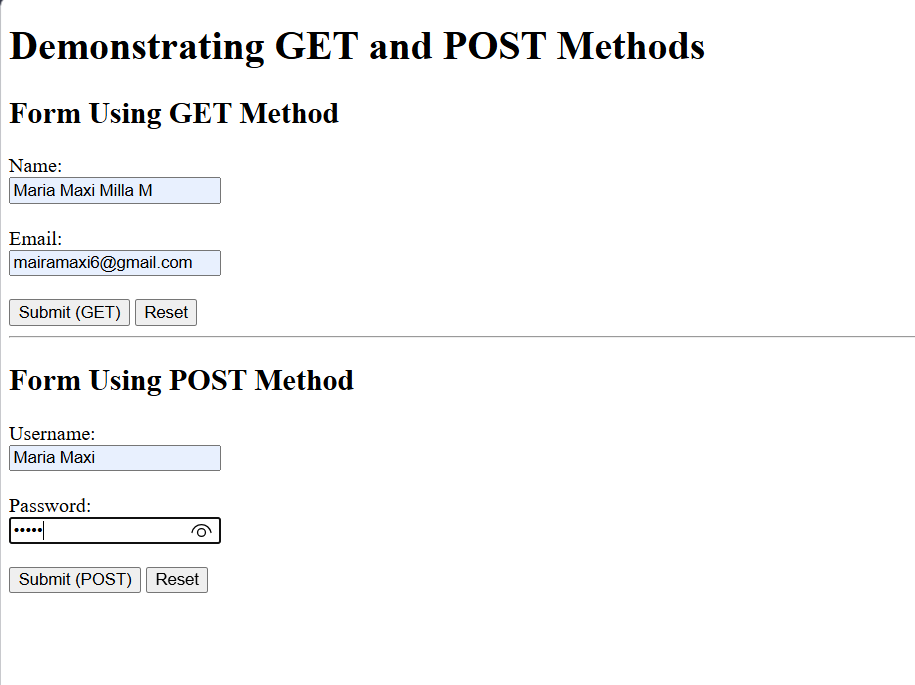 Demonstrating GET and POST Methods
Form Using GET Method
Name:
Maria Maxi Milla M
Email:
mairamaxi6@gmail.com
Submit (GET) Reset
Form Using POST Method
Username:
Maria Maxi
Password:
•••••
Submit (POST) Reset